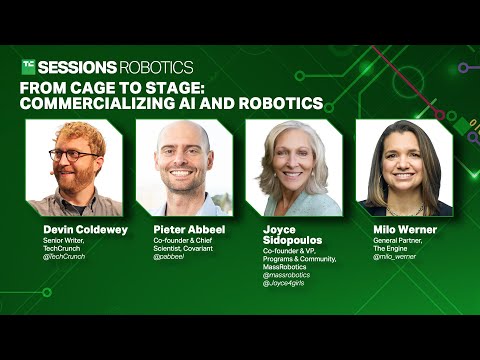 TC SESSIONS ROBOTICS
FROM CAGE TO STAGE:
COMMERCIALIZING AI AND ROBOTICS
Devin Coldewey
Senior Writer,
TechCrunch
@TechCrunch
Pieter Abbeel
Co-founder & Chief
Scientist, Covariant
@pabbeel
Joyce
Sidopoulos
Co-founder & VP,
Programs & Community,
MassRobotics
@massrobotics
@Joyce4girls
Milo Werner
General Partner,
The Engine
@milo_werner